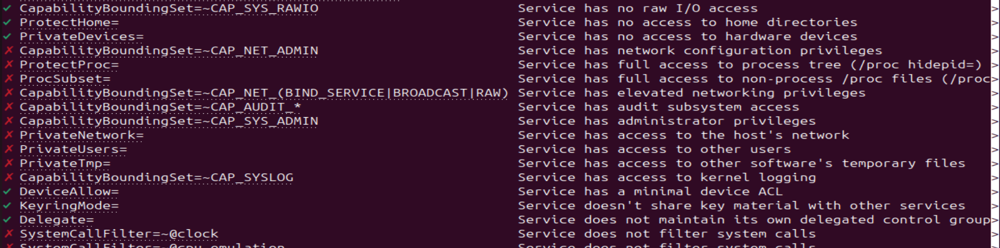 ✓ CapabilityBoundingSet=~CAP_SYS_RAWIO Service has no raw I/O access >
✓ ProtectHome= Service has no access to home directories >
✓ PrivateDevices= Service has no access to hardware devices >
✗ CapabilityBoundingSet=~CAP_NET_ADMIN Service has network configuration privileges >
✗ ProtectProc= Service has full access to process tree (/proc hidepid=) >
✗ ProcSubset= Service has full access to non-process /proc files (/proc>
✗ CapabilityBoundingSet=~CAP_NET_(BIND_SERVICE|BROADCAST|RAW) Service has elevated networking privileges >
✗ CapabilityBoundingSet=~CAP_AUDIT_* Service has audit subsystem access >
✗ CapabilityBoundingSet=~CAP_SYS_ADMIN Service has administrator privileges >
✗ PrivateNetwork= Service has access to the host's network >
✗ PrivateUsers= Service has access to other users >
✗ PrivateTmp= Service has access to other software's temporary files >
✗ CapabilityBoundingSet=~CAP_SYSLOG Service has access to kernel logging >
✓ DeviceAllow= Service has a minimal device ACL >
✓ KeyringMode= Service doesn't share key material with other services >
✓ Delegate= Service does not maintain its own delegated control group>
✗ SystemCallFilter=~@clock Service does not filter system calls >
✗ SystemCallFilter=~@cpu-emulation Service does not filter system calls >